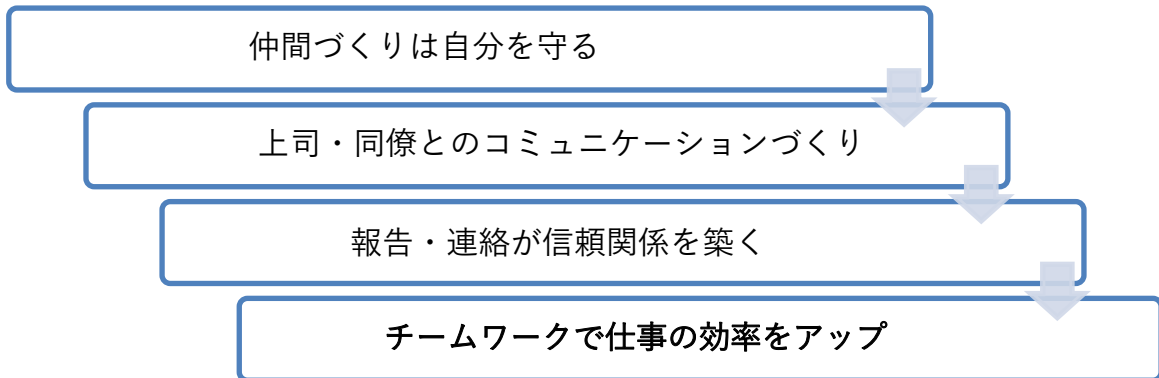 仲間づくりは自分を守る
上司・同僚とのコミュニケーションづくり
報告・連絡が信頼関係を築く
チームワークで仕事の効率をアップ